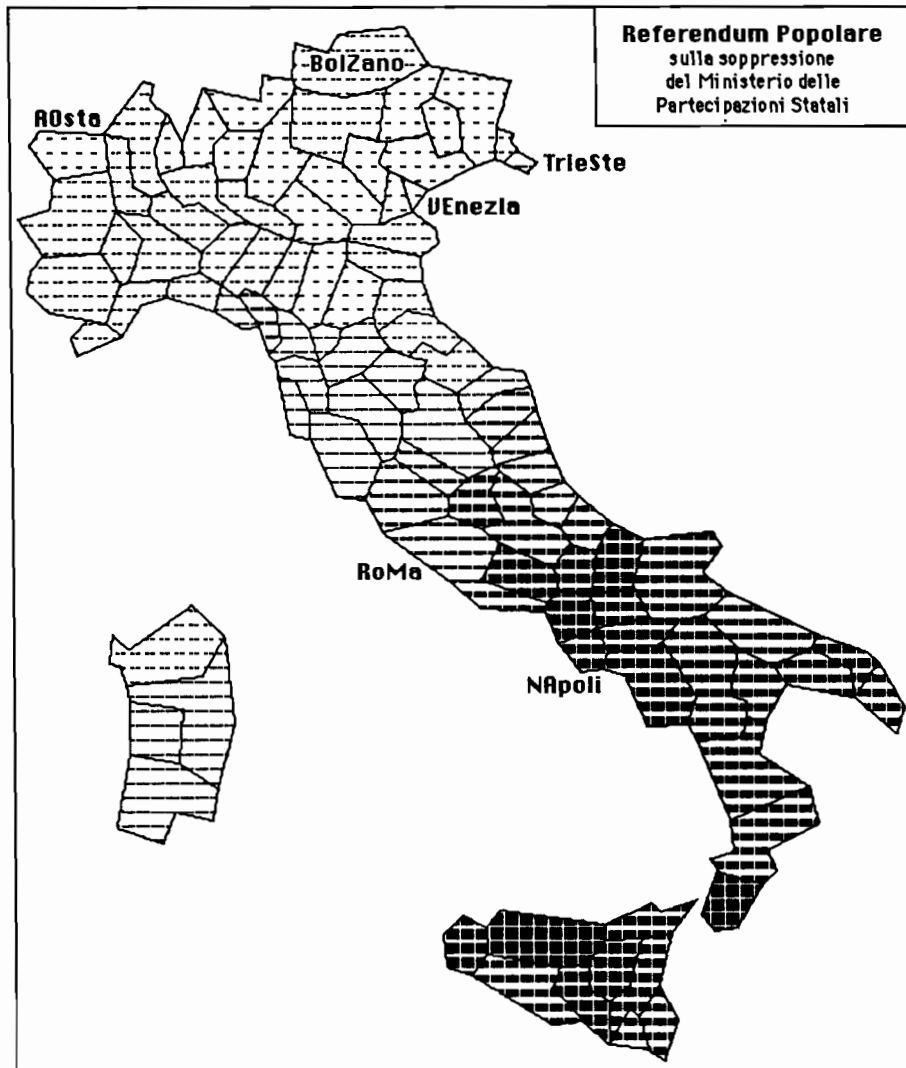 Referendum Popolare
sulla soppressione
del Ministerio delle
Partecipazioni Statali
BolZano
AOsta
TrieSte
VEnezIa
RoMa
NApoli